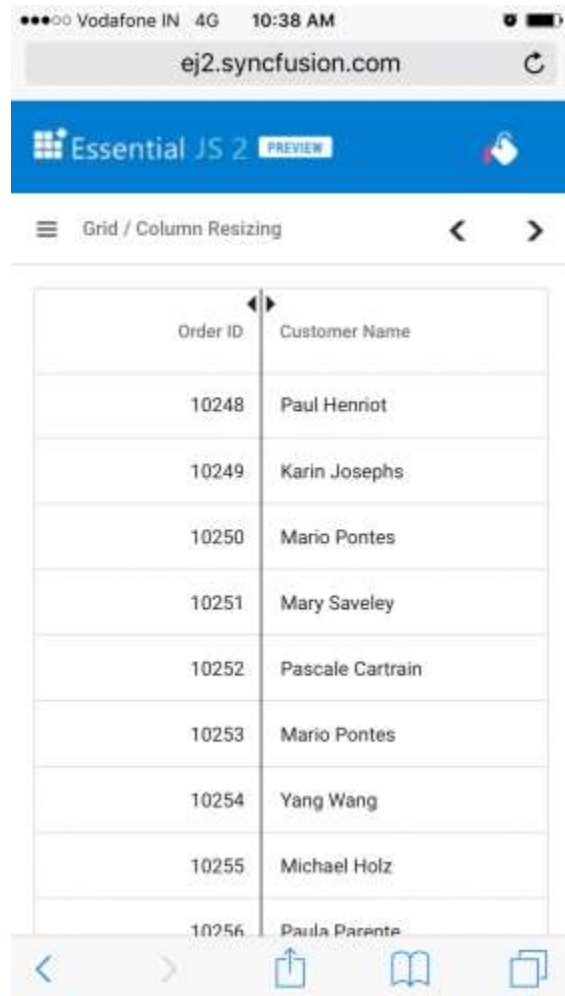 Vodafone IN 4G 10:38 AM
ej2.syncfusion.com
Essential JS 2 PREVIEW
Grid / Column Resizing
Order ID Customer Name
10248 Paul Henriot
10249 Karin Josephs
10250 Mario Pontes
10251 Mary Saveley
10252 Pascale Cartrain
10253 Mario Pontes
10254 Yang Wang
10255 Michael Holz
10256 Paula Parente